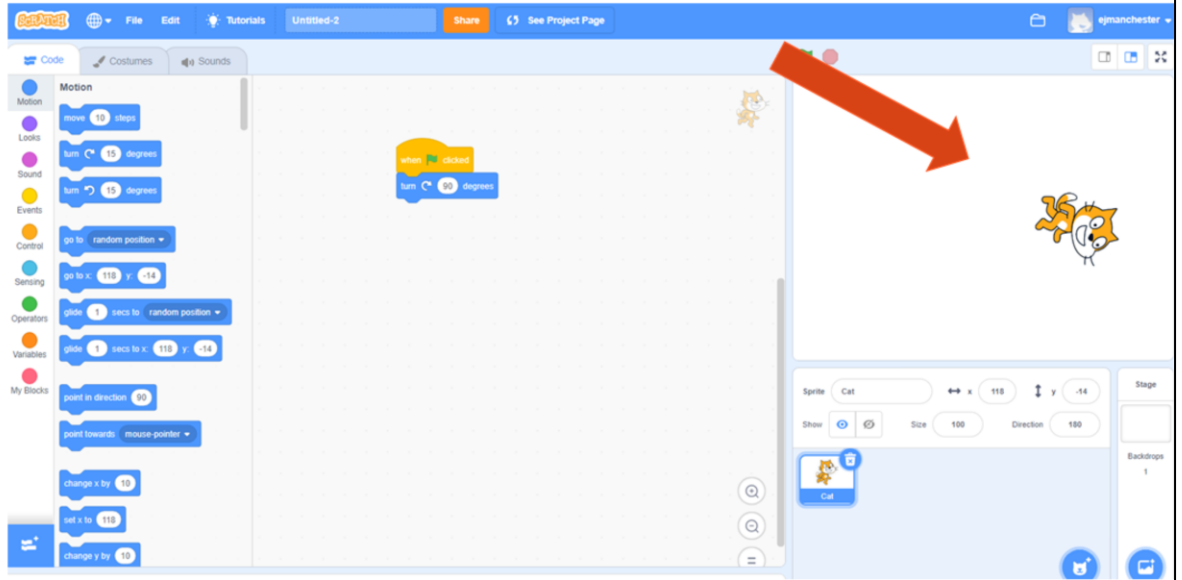 SCRATCH File Edit Tutorials Untitled-2 Share See Project Page ejmanchester
Code Costumes Sounds
Motion
Looks
Sound
Events
Control
Sensing
Operators
Variables
My Blocks
Motion
move 10 steps
turn 15 degrees
turn 15 degrees
go to random position
go to x: 118 y: -14
glide 1 secs to random position
glide 1 secs to x: 118 y: -14
point in direction 90
point towards mouse-pointer
change x by 10
set x to 118
change y by 10
when clicked
turn 90 degrees
Sprite Cat x 118 y -14
Show Size 100 Direction 180
Cat
Stage
Backdrops
1